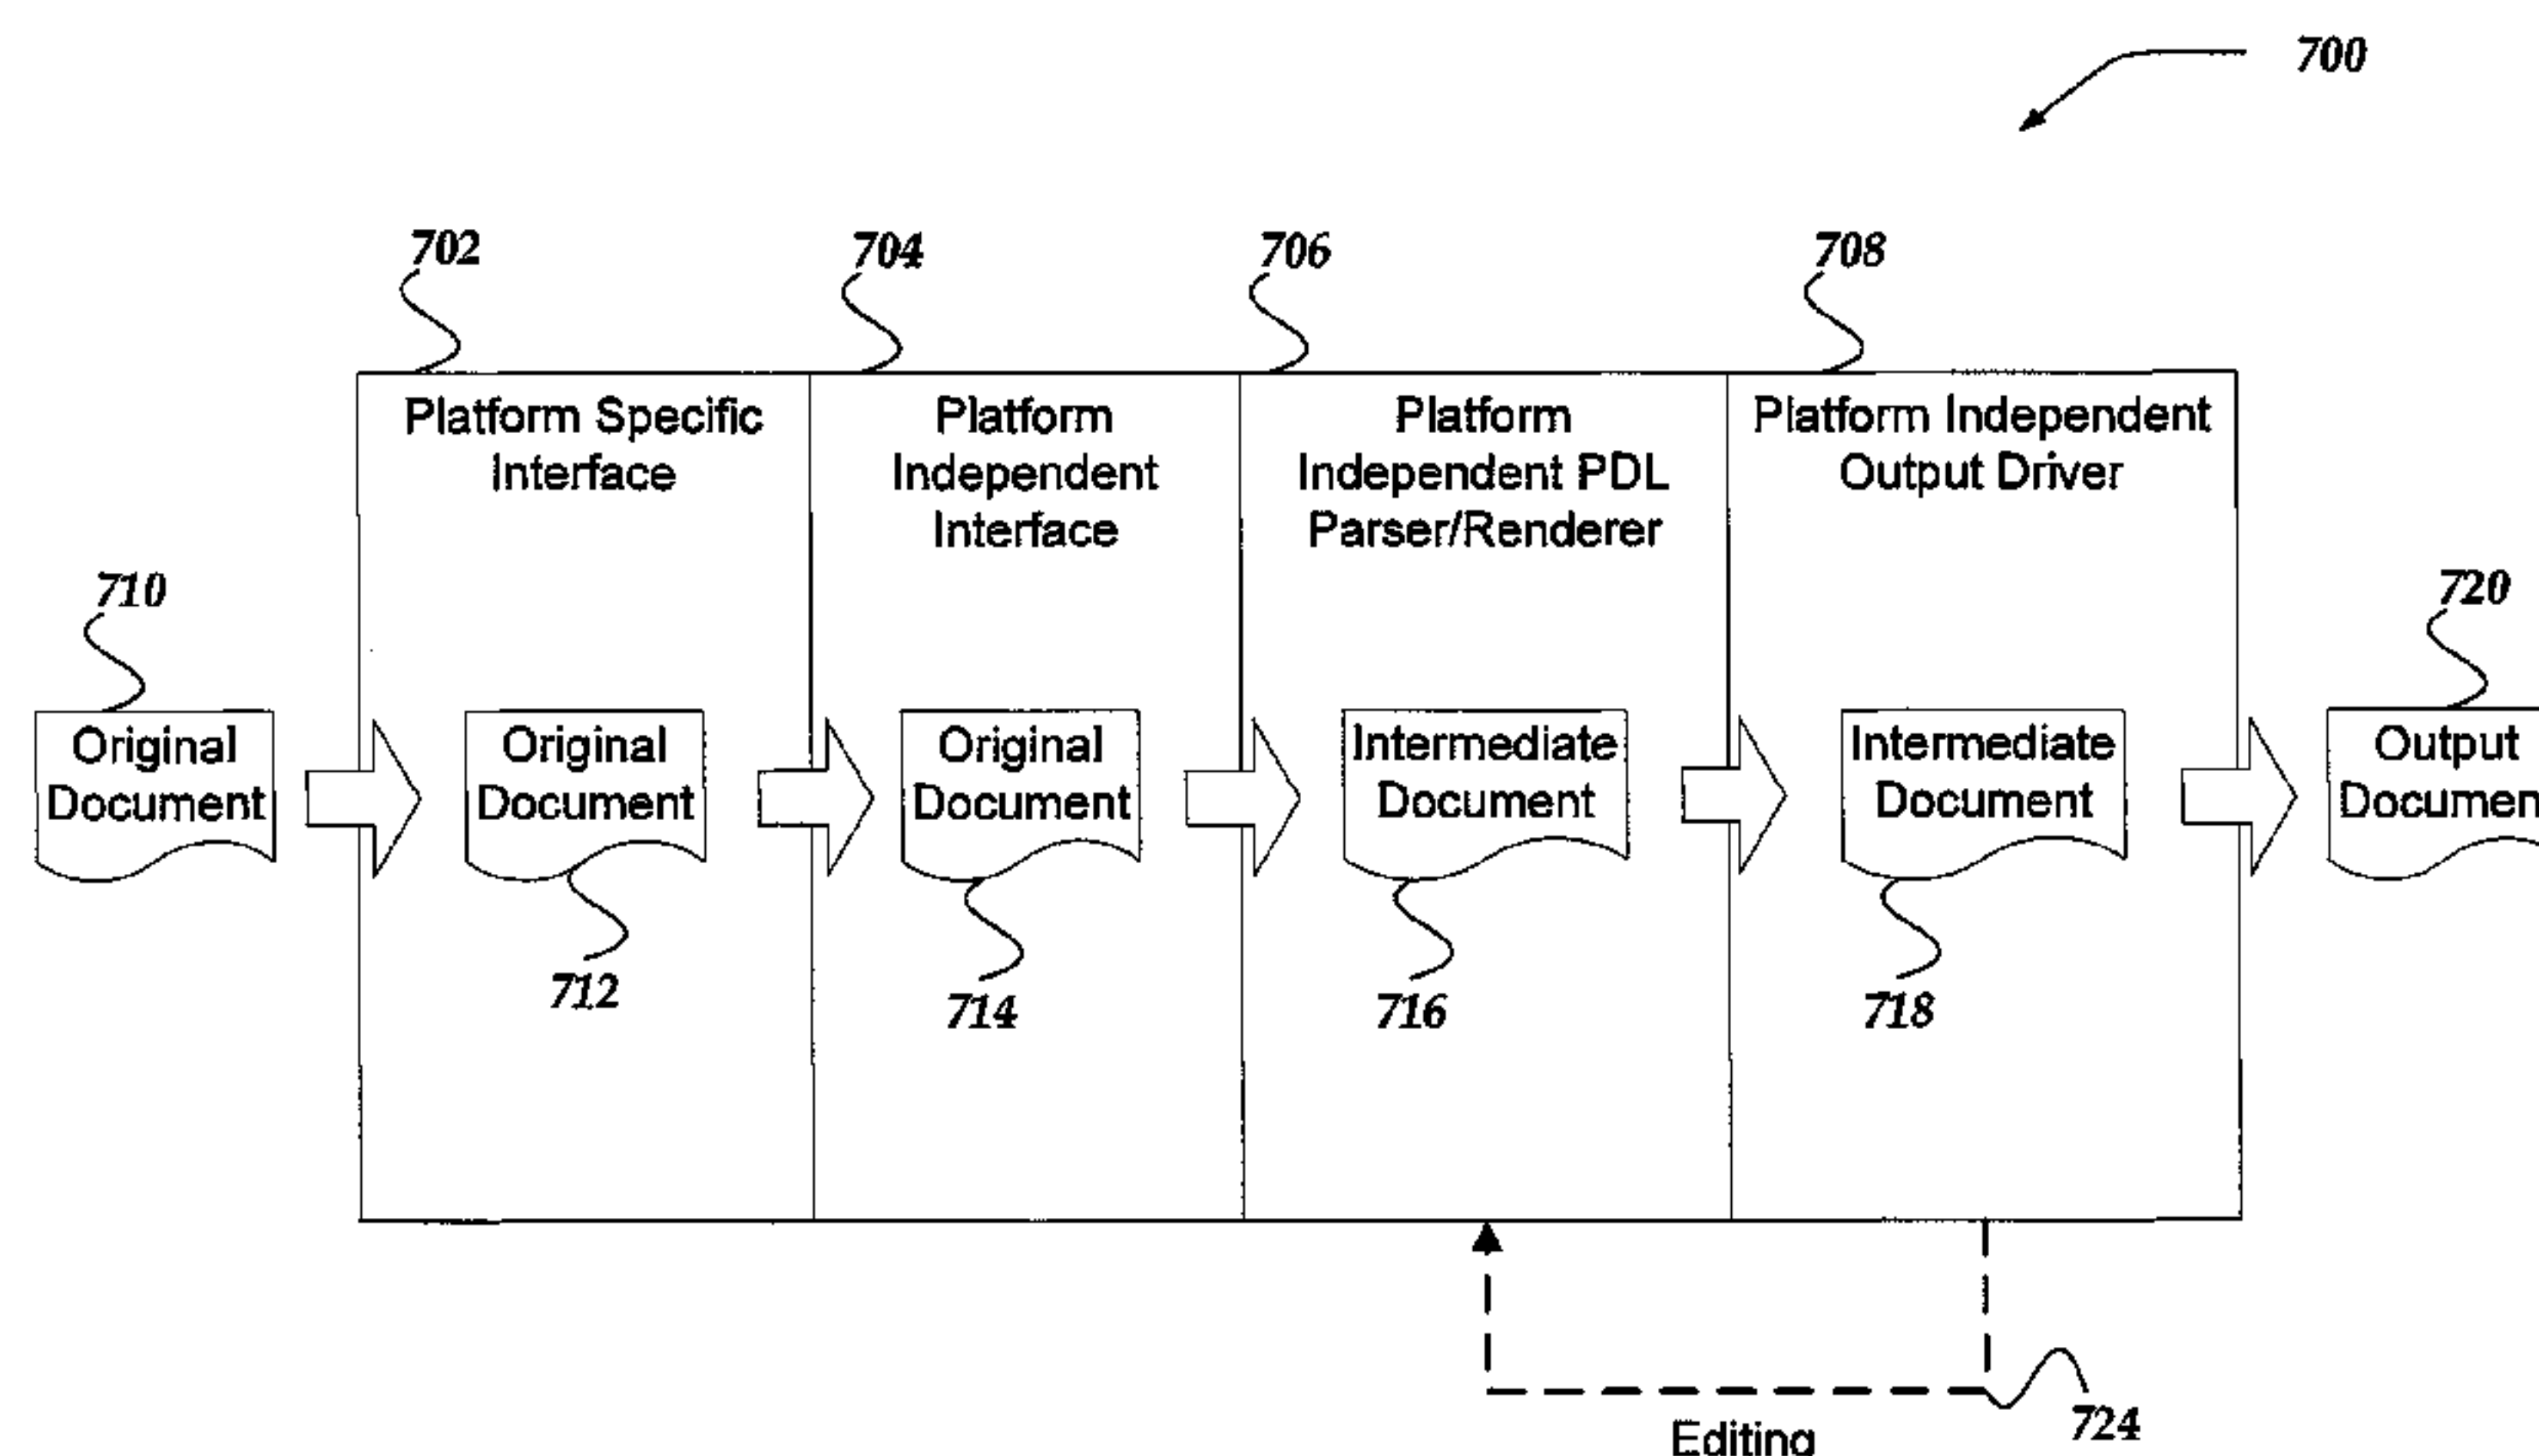 700
702
704
706
708
Platform Specific
Interface
Platform
Independent
Interface
Platform
Independent PDL
Parser/Renderer
Platform Independent
Output Driver
710
720
Original
Document
Original
Document
Original
Document
Intermediate
Document
Intermediate
Document
Output
Documen
712
714
716
718
Editing
724